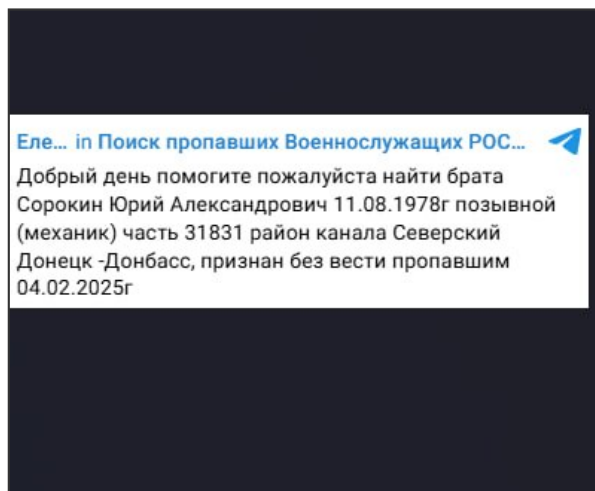 Еле... in Поиск пропавших Военнослужащих РОС...
Добрый день помогите пожалуйста найти брата
Сорокин Юрий Александрович 11.08.1978г позывной
(механик) часть 31831 район канала Северский
Донецк -Донбасс, признан без вести пропавшим
04.02.2025г